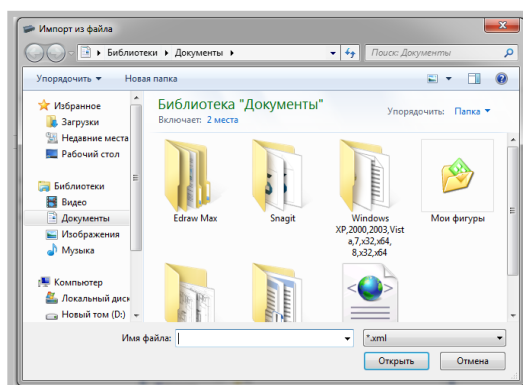 Импорт из файла
Библиотеки Документы
Поиск: Документы
Упорядочить Новая папка
Избранное
Загрузки
Недавние места
Рабочий стол
Библиотеки
Видео
Документы
Изображения
Музыка
Компьютер
Локальный диск
Новый том (D:)
Библиотека "Документы"
Включает: 2 места
Упорядочить: Папка
Edraw Max
Snagit
Windows
XP,2000,2003,Vist
a,7,x32,x64,
8,x32,x64
Мои фигуры
Имя файла:
*.xml
Открыть
Отмена